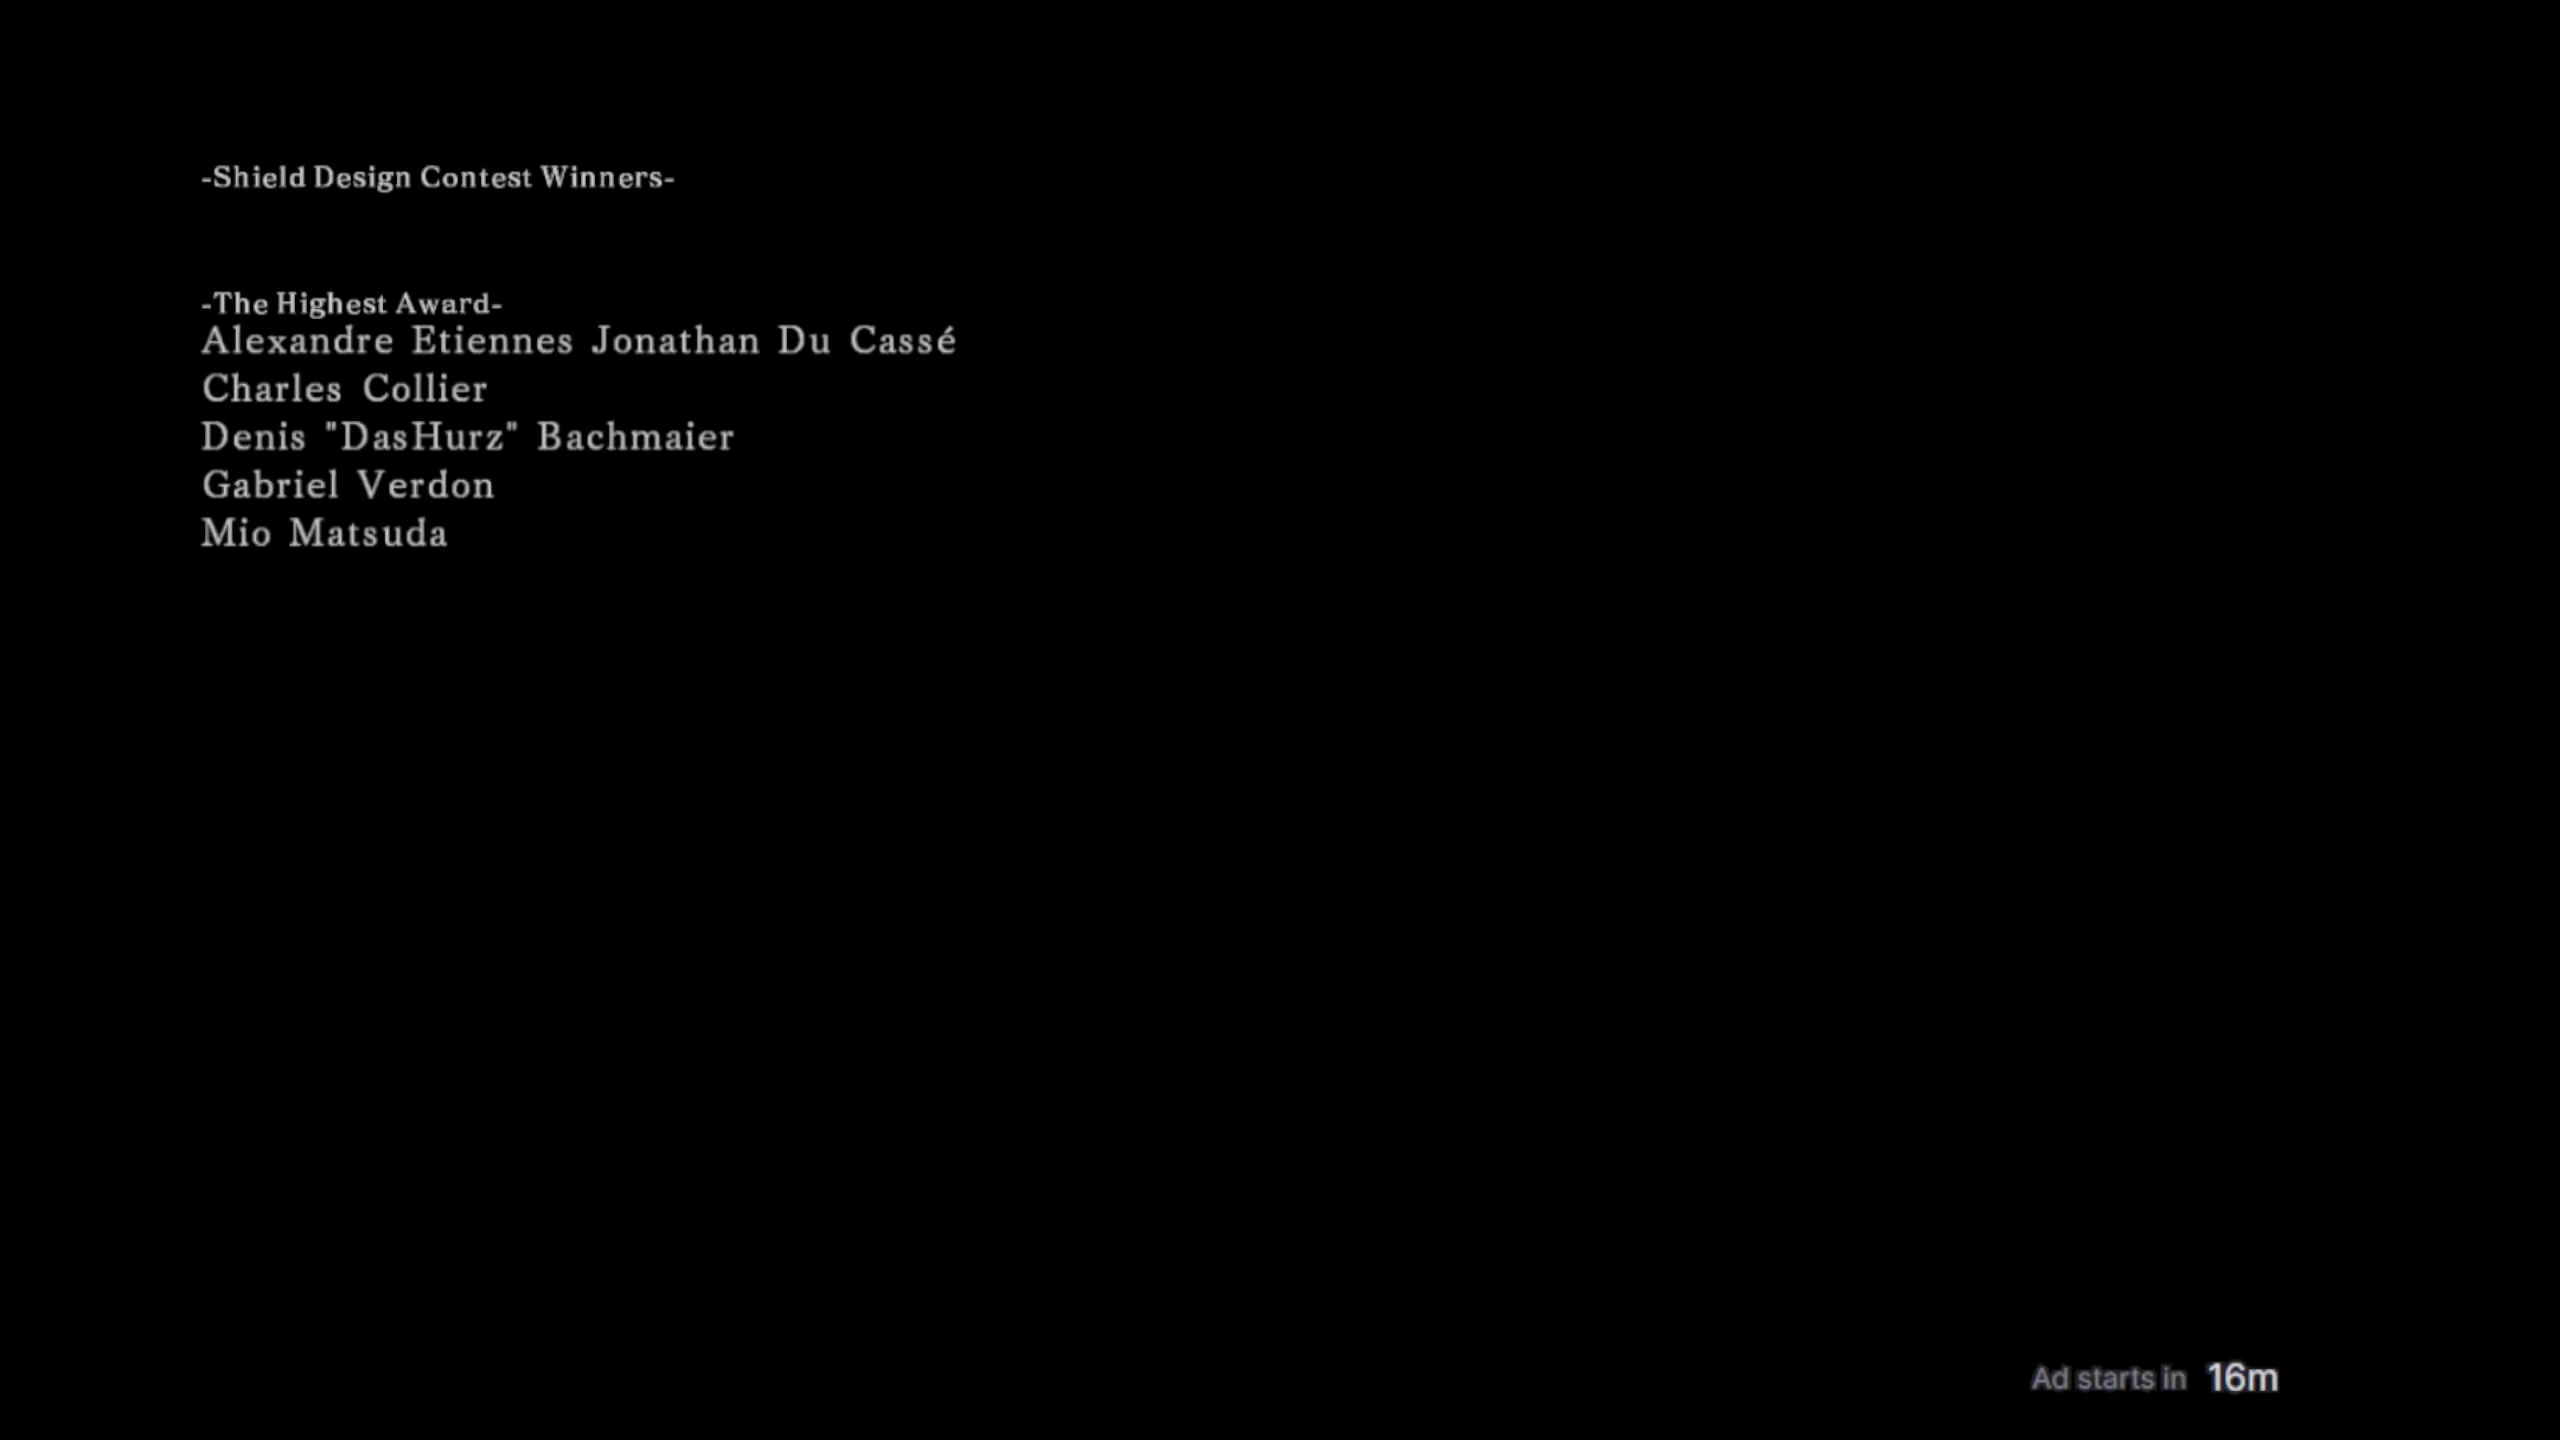 -Shield Design Contest Winners-
-The Highest Award-
Alexandre Etiennes Jonathan Du Cassé
Charles Collier
Denis "DasHurz" Bachmaier
Gabriel Verdon
Mio Matsuda
Ad starts in 16m